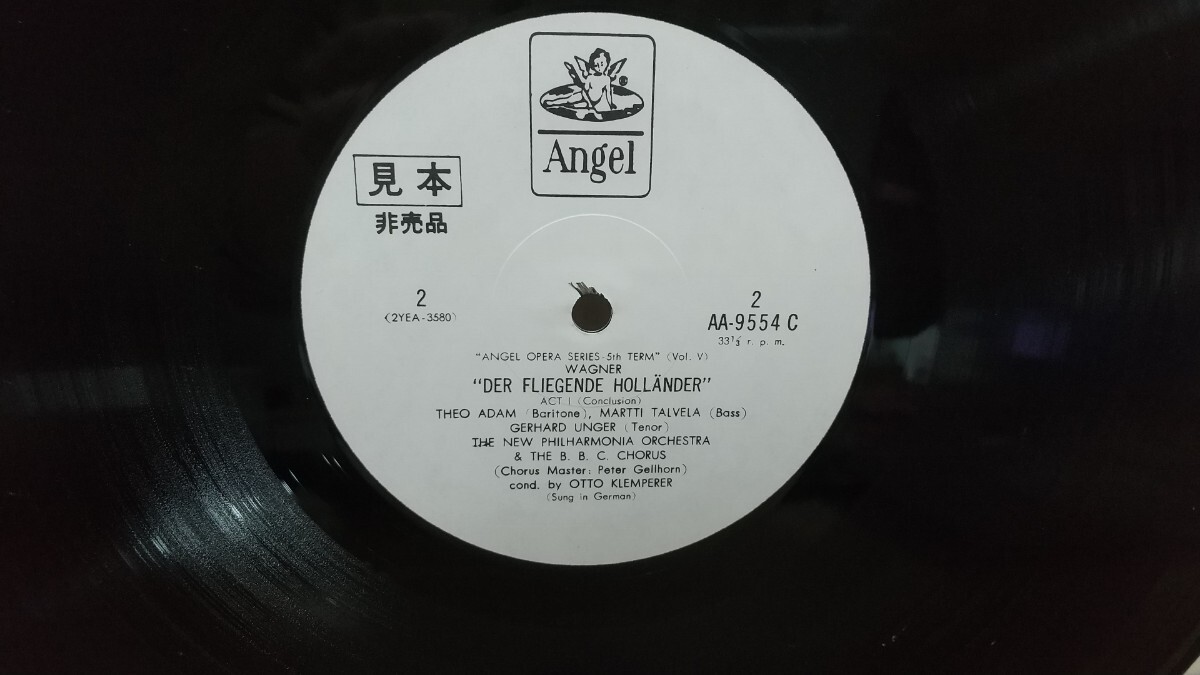 Angel
見本
非売品
2
(2YEA-3580)
2
AA-9554 C
33⅓ r. p. m.
"ANGEL OPERA SERIES-5th TERM" (Vol. V)
WAGNER
"DER FLIEGENDE HOLLÄNDER"
ACT I (Conclusion)
THEO ADAM (Baritone), MARTTI TALVELA (Bass)
GERHARD UNGER (Tenor)
THE NEW PHILHARMONIA ORCHESTRA
& THE B. B. C. CHORUS
(Chorus Master: Peter Gellhorn)
cond. by OTTO KLEMPERER
(Sung in German)